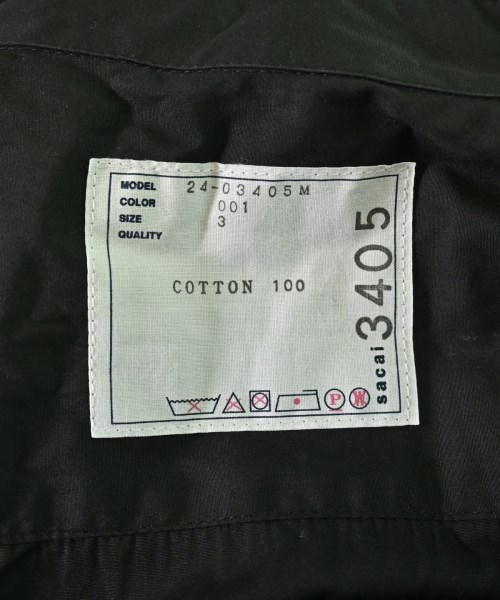 MODEL 24-03405M
COLOR 001
SIZE 3
QUALITY
COTTON 100
sacai 3405
P
W